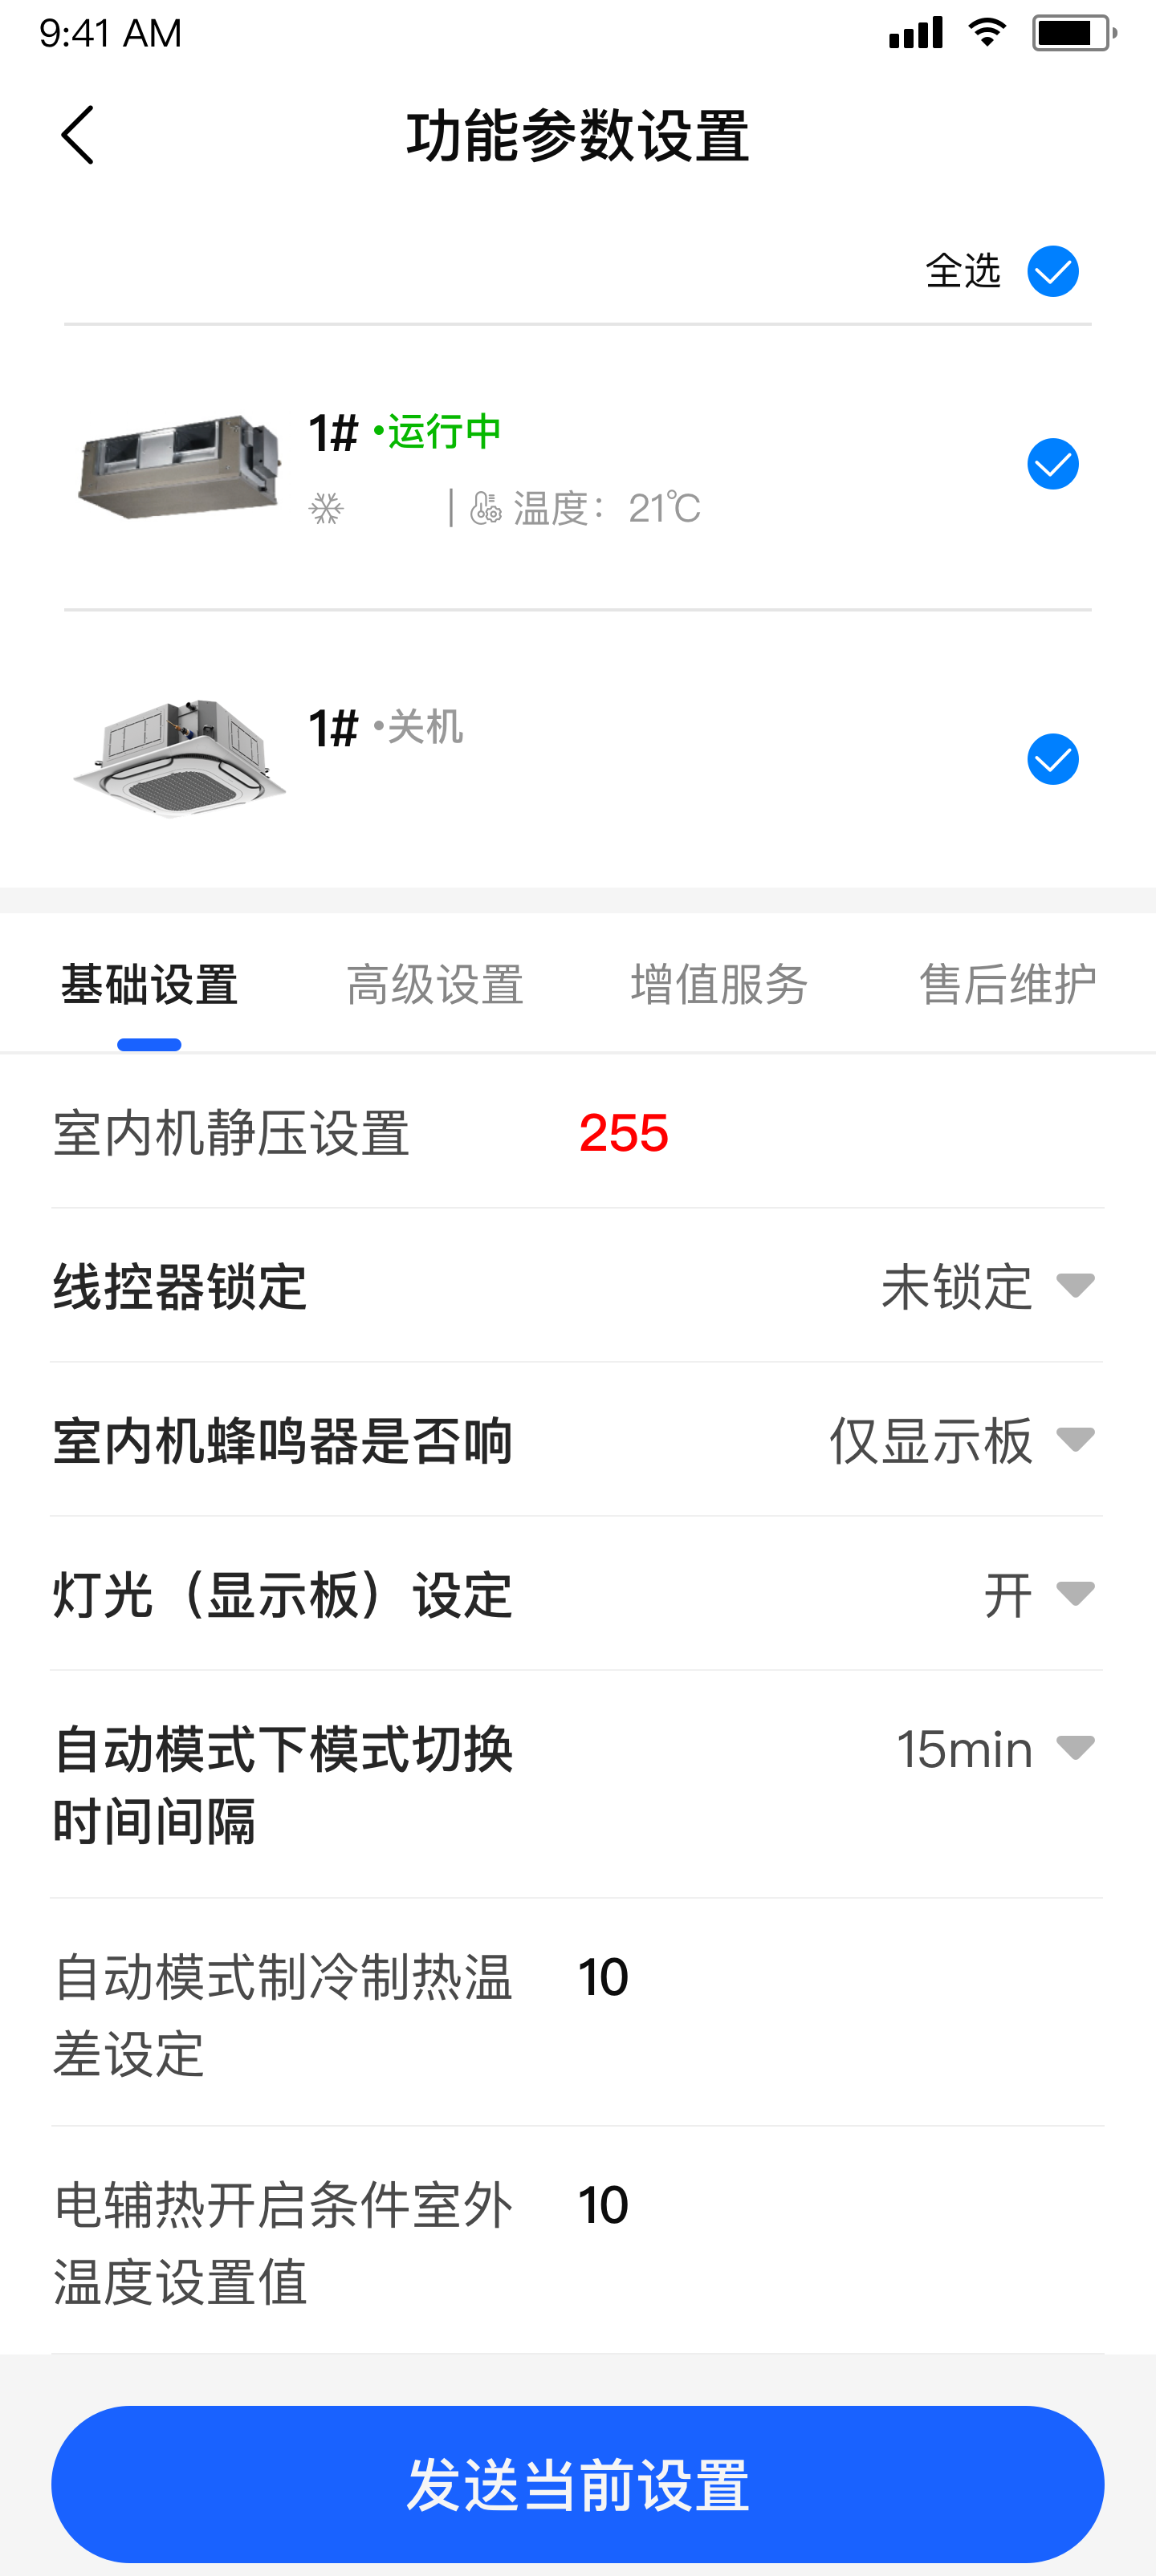 9:41 AM
功能参数设置
全选
1# •运行中
| 温度：21℃
1# •关机
基础设置 高级设置 增值服务 售后维护
室内机静压设置 255
线控器锁定 未锁定
室内机蜂鸣器是否响 仅显示板
灯光（显示板）设定 开
自动模式下模式切换 15min
时间间隔
自动模式制冷制热温 10
差设定
电辅热开启条件室外 10
温度设置值
发送当前设置